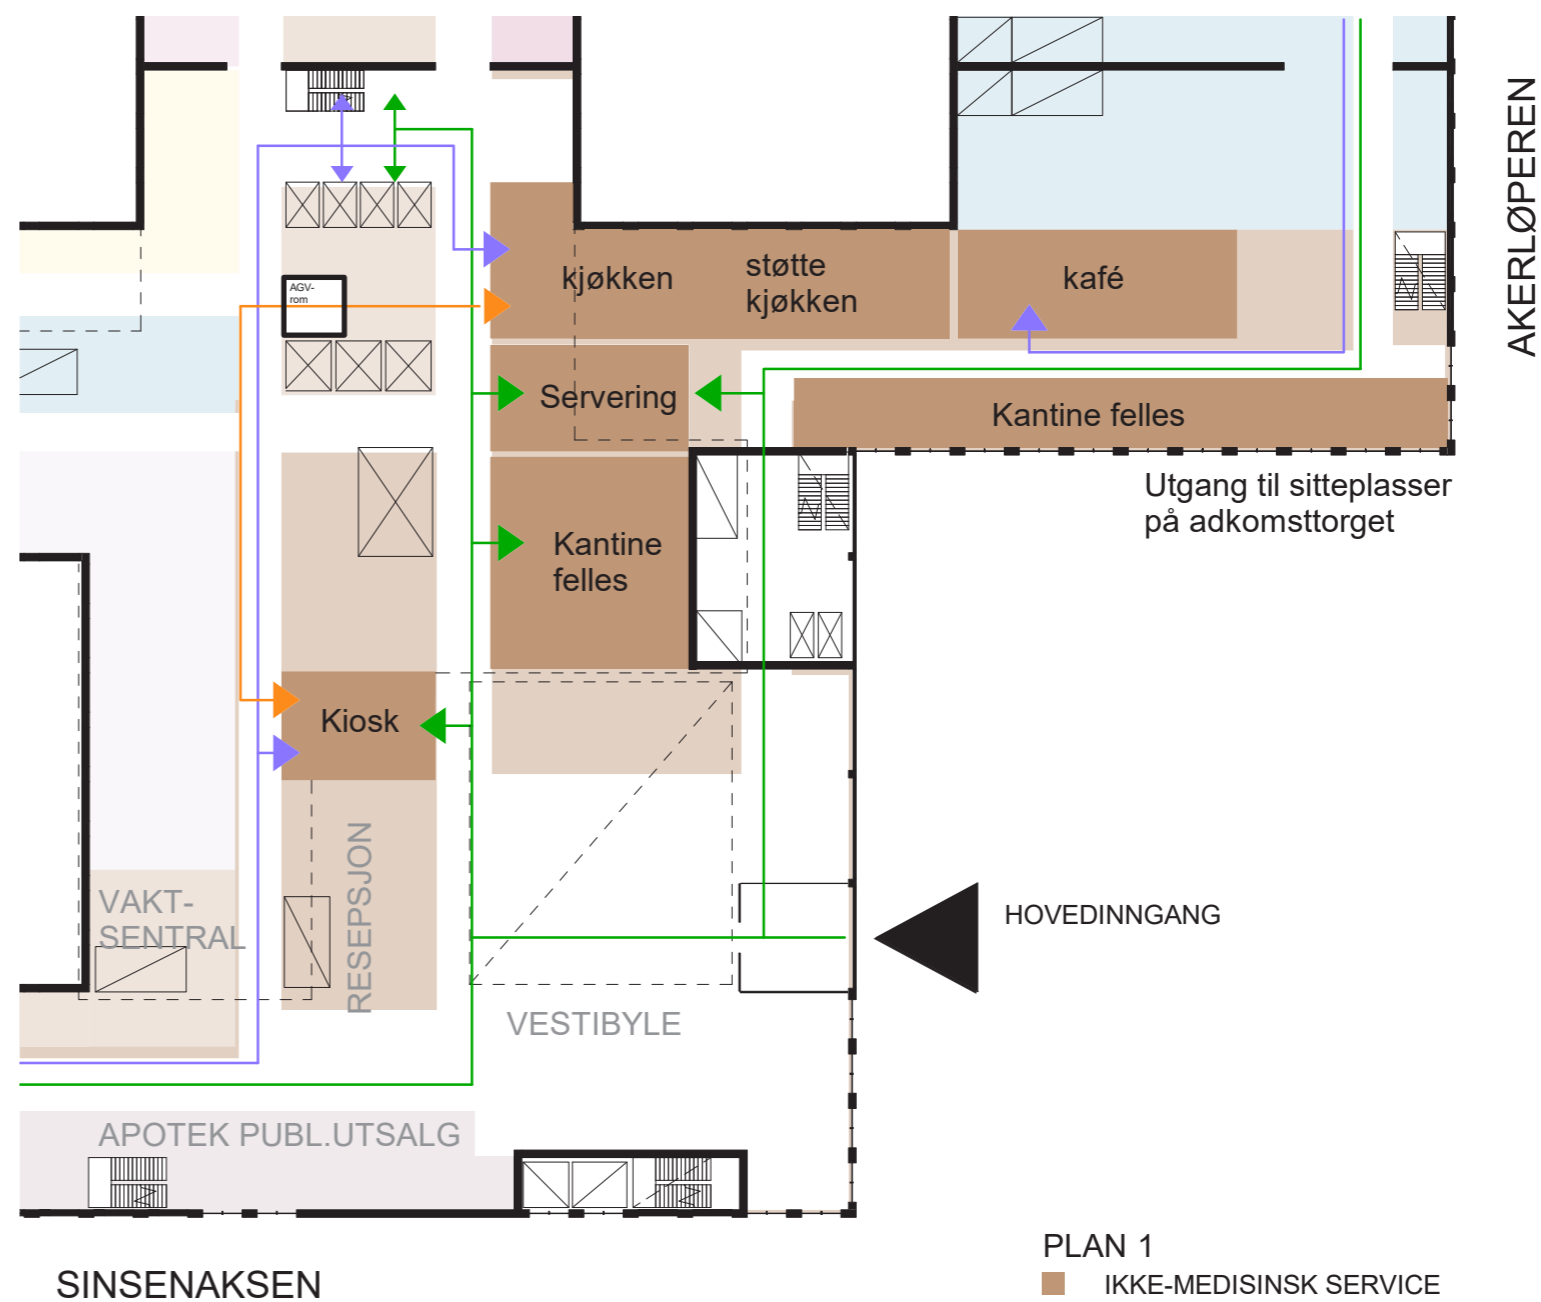 AKERLØPEREN
AGV-
rom
kjøkken
støtte
kjøkken
kafé
Servering
Kantine felles
Utgang til sitteplasser
på adkomsttorget
Kantine
felles
Kiosk
RESEPSJON
VAKT-
SENTRAL
HOVEDINNGANG
VESTIBYLE
APOTEK PUBL.UTSALG
PLAN 1
SINSENAKSEN
IKKE-MEDISINSK SERVICE